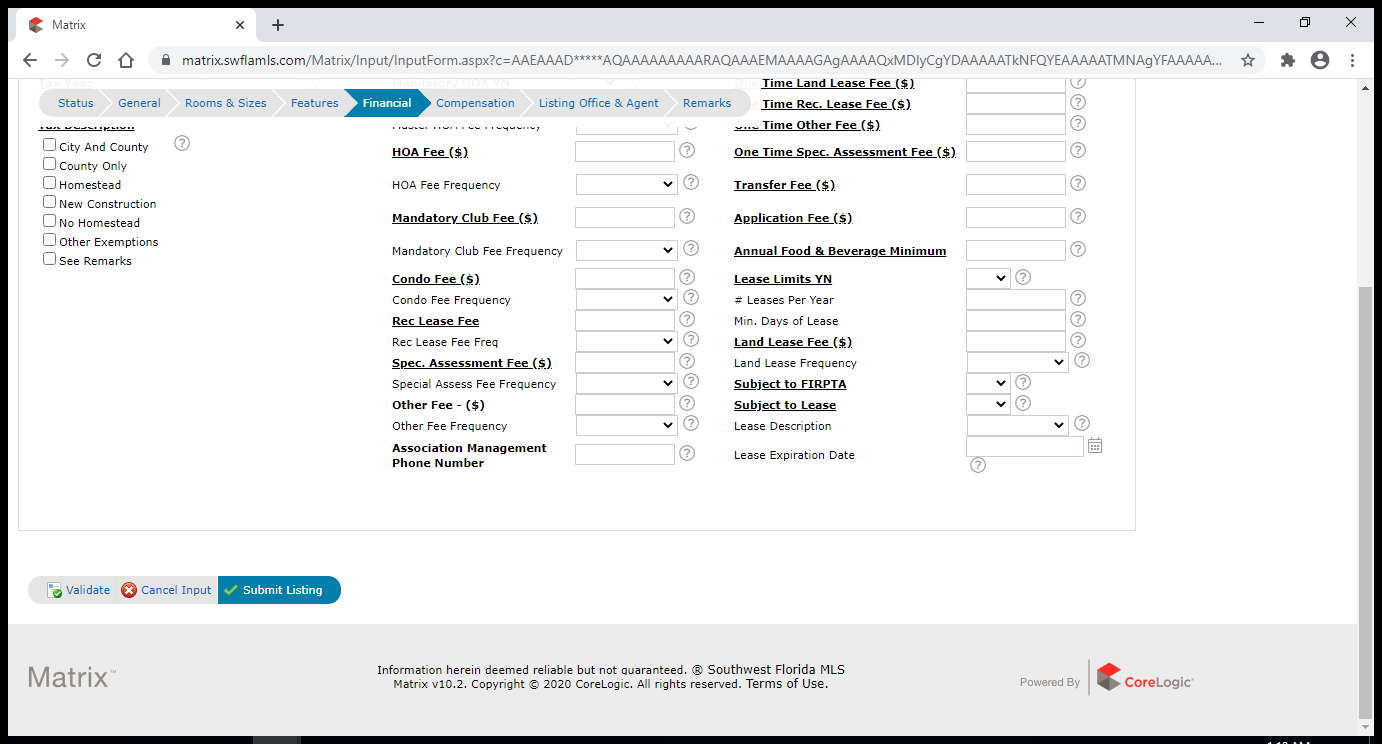 Matrix
matrix.swflamls.com/Matrix/Input/InputForm.aspx?c=AAEAAAD*****AQAAAAAAAAARAQAAAEMAAAAGAgAAAAQxMDIyCgYDAAAAATkNFQYEAAAAATMNAgYFAAAAA...
Tax Year
Mandatory HOA YN
Time Land Lease Fee ($)
Status
General
Rooms & Sizes
Features
Financial
Compensation
Listing Office & Agent
Remarks
Time Rec. Lease Fee ($)
Tax Description
Master HOA Fee Frequency
One Time Other Fee ($)
City And County
County Only
Homestead
New Construction
No Homestead
Other Exemptions
See Remarks
HOA Fee ($)
HOA Fee Frequency
Mandatory Club Fee ($)
Mandatory Club Fee Frequency
Condo Fee ($)
Condo Fee Frequency
Rec Lease Fee
Rec Lease Fee Freq
Spec. Assessment Fee ($)
Special Assess Fee Frequency
Other Fee - ($)
Other Fee Frequency
Association Management
Phone Number
One Time Spec. Assessment Fee ($)
Transfer Fee ($)
Application Fee ($)
Annual Food & Beverage Minimum
Lease Limits YN
# Leases Per Year
Min. Days of Lease
Land Lease Fee ($)
Land Lease Frequency
Subject to FIRPTA
Subject to Lease
Lease Description
Lease Expiration Date
Validate
Cancel Input
Submit Listing
Matrix™
Information herein deemed reliable but not guaranteed. ® Southwest Florida MLS
Matrix v10.2. Copyright © 2020 CoreLogic. All rights reserved. Terms of Use.
Powered By
CoreLogic